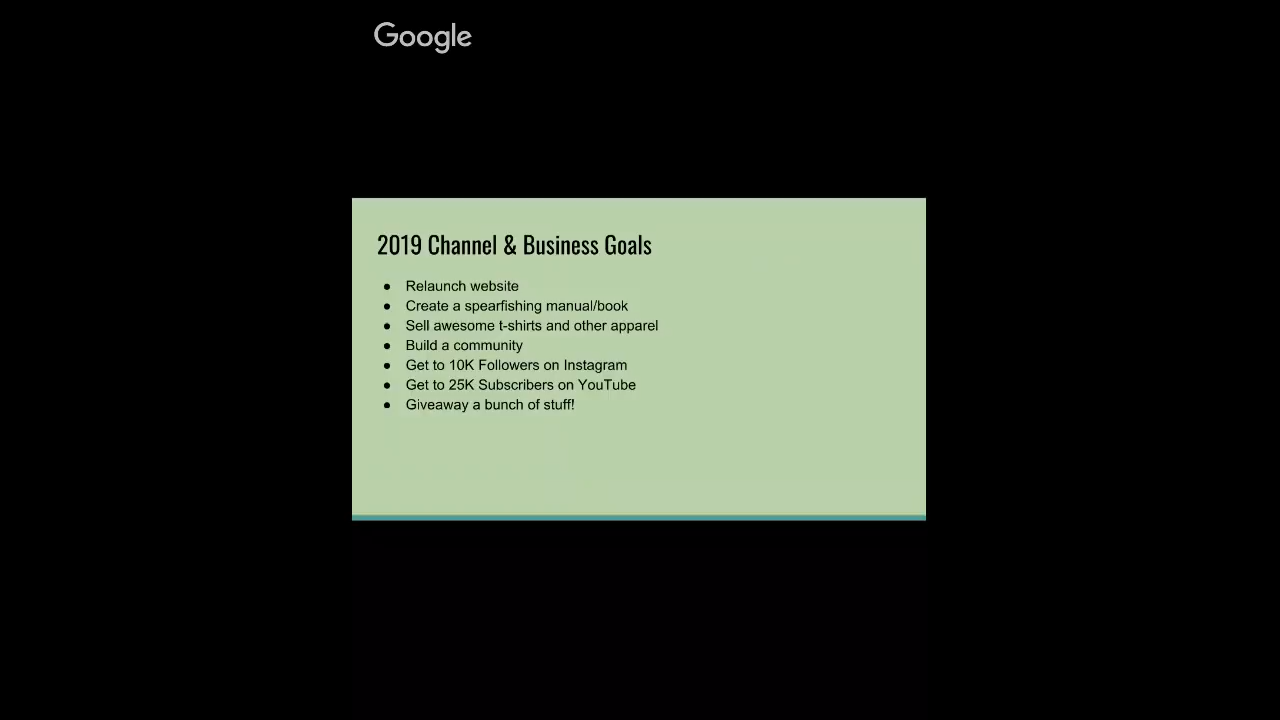 Google
2019 Channel & Business Goals
● Relaunch website
● Create a spearfishing manual/book
● Sell awesome t-shirts and other apparel
● Build a community
● Get to 10K Followers on Instagram
● Get to 25K Subscribers on YouTube
● Giveaway a bunch of stuff!